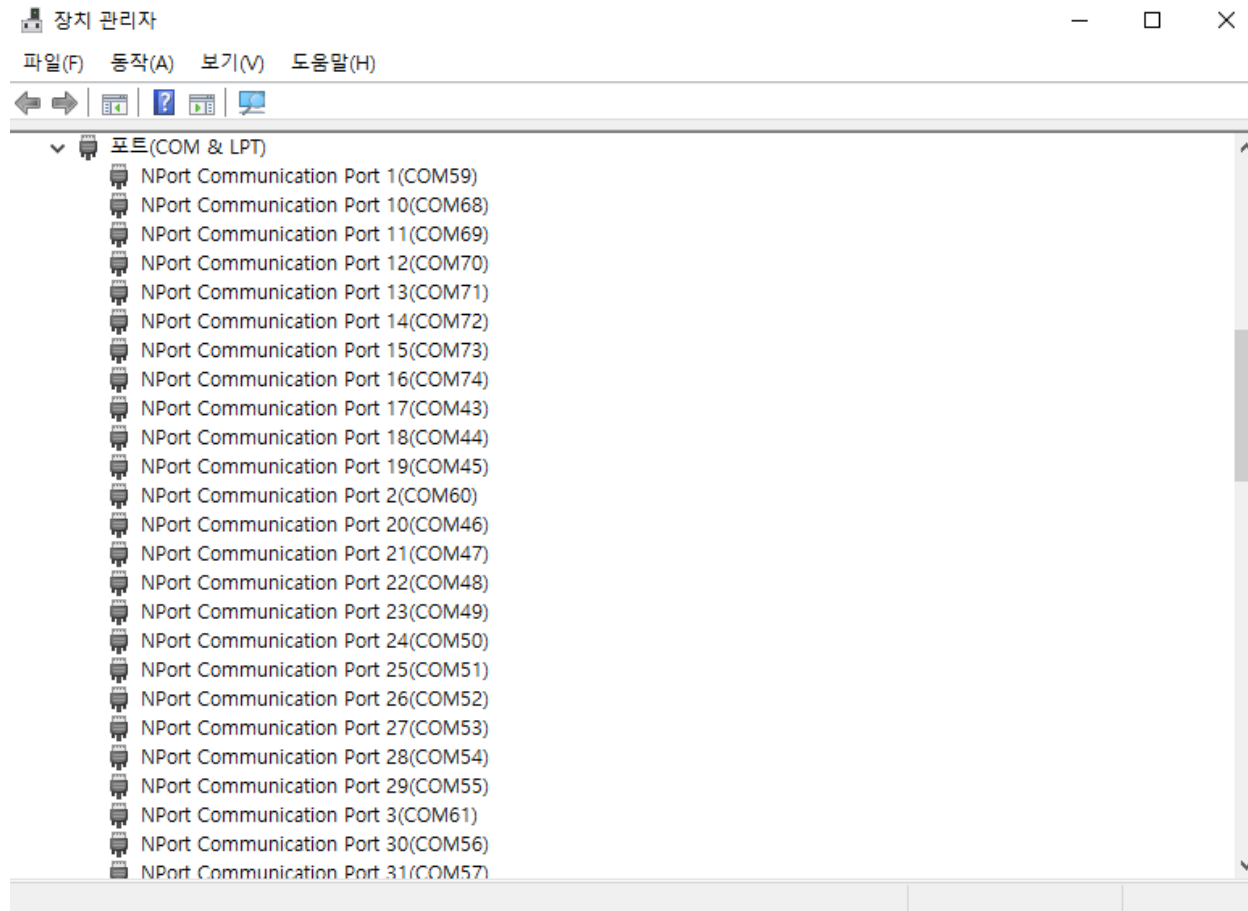 장치 관리자
파일(F) 동작(A) 보기(V) 도움말(H)
포트(COM & LPT)
NPort Communication Port 1(COM59)
NPort Communication Port 10(COM68)
NPort Communication Port 11(COM69)
NPort Communication Port 12(COM70)
NPort Communication Port 13(COM71)
NPort Communication Port 14(COM72)
NPort Communication Port 15(COM73)
NPort Communication Port 16(COM74)
NPort Communication Port 17(COM43)
NPort Communication Port 18(COM44)
NPort Communication Port 19(COM45)
NPort Communication Port 2(COM60)
NPort Communication Port 20(COM46)
NPort Communication Port 21(COM47)
NPort Communication Port 22(COM48)
NPort Communication Port 23(COM49)
NPort Communication Port 24(COM50)
NPort Communication Port 25(COM51)
NPort Communication Port 26(COM52)
NPort Communication Port 27(COM53)
NPort Communication Port 28(COM54)
NPort Communication Port 29(COM55)
NPort Communication Port 3(COM61)
NPort Communication Port 30(COM56)
NPort Communication Port 31(COM57)